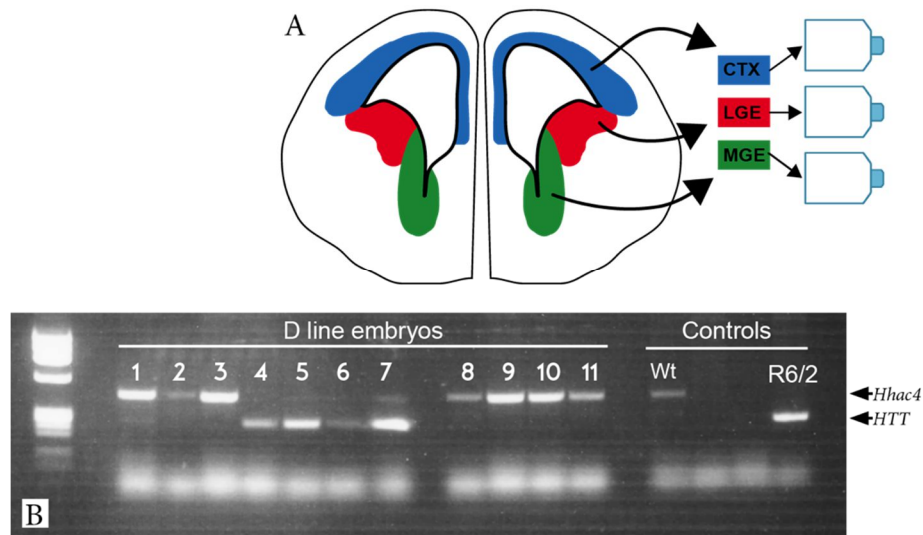 A
CTX
LGE
MGE
D line embryos
Controls
1 2 3 4 5 6 7 8 9 10 11
Wt
R6/2
Hhac4
HTT
B